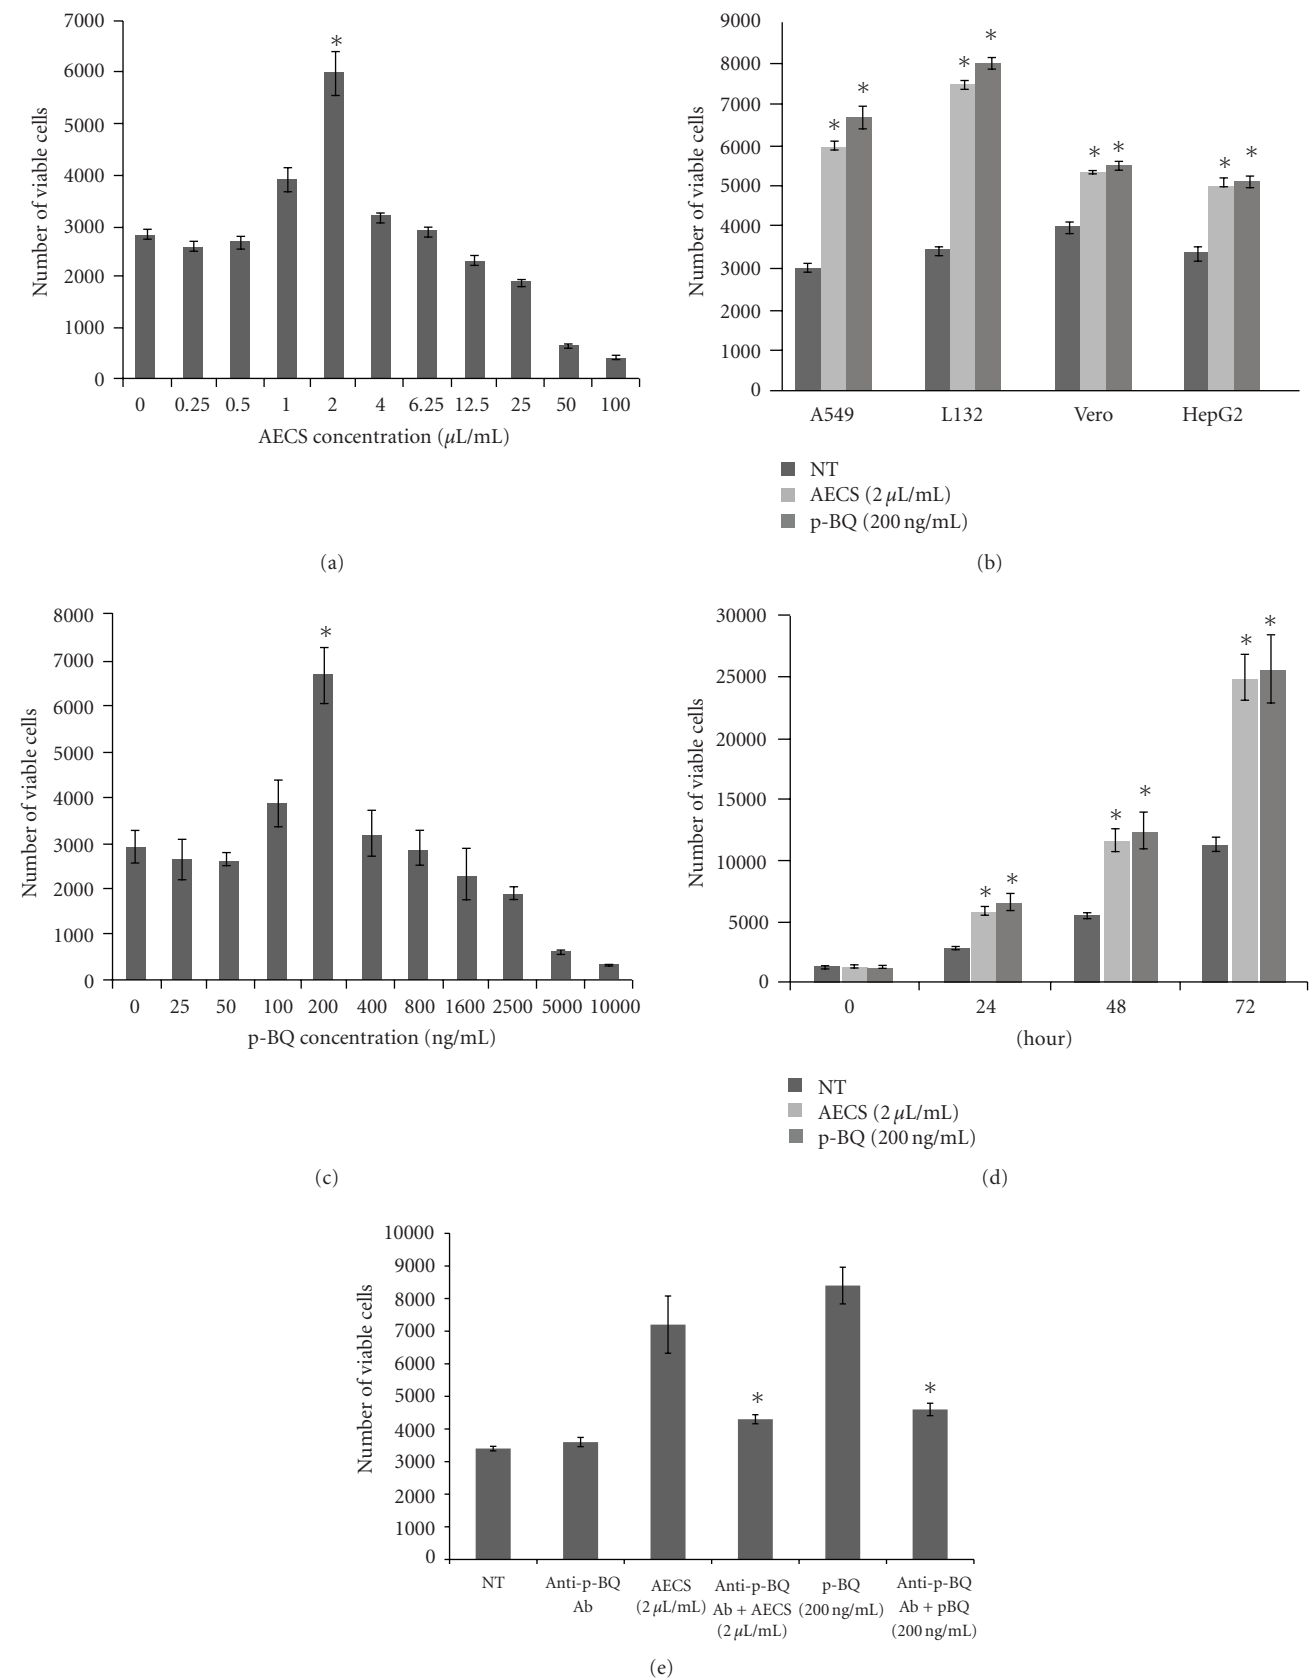 Number of viable cells
7000
6000
5000
4000
3000
2000
1000
0
*
0 0.25 0.5 1 2 4 6.25 12.5 25 50 100
AECS concentration (μL/mL)
(a)
Number of viable cells
9000
8000
7000
6000
5000
4000
3000
2000
1000
0
* * * * * * * *
A549 L132 Vero HepG2
NT
AECS (2 μL/mL)
p-BQ (200 ng/mL)
(b)
Number of viable cells
8000
7000
6000
5000
4000
3000
2000
1000
0
*
0 25 50 100 200 400 800 1600 2500 5000 10000
p-BQ concentration (ng/mL)
(c)
Number of viable cells
30000
25000
20000
15000
10000
5000
0
* * * * * *
0 24 48 72
(hour)
NT
AECS (2 μL/mL)
p-BQ (200 ng/mL)
(d)
Number of viable cells
10000
9000
8000
7000
6000
5000
4000
3000
2000
1000
0
* *
NT
Anti-p-BQ
Ab
AECS
(2 μL/mL)
Anti-p-BQ
Ab + AECS
(2 μL/mL)
p-BQ
(200 ng/mL)
Anti-p-BQ
Ab + pBQ
(200 ng/mL)
(e)